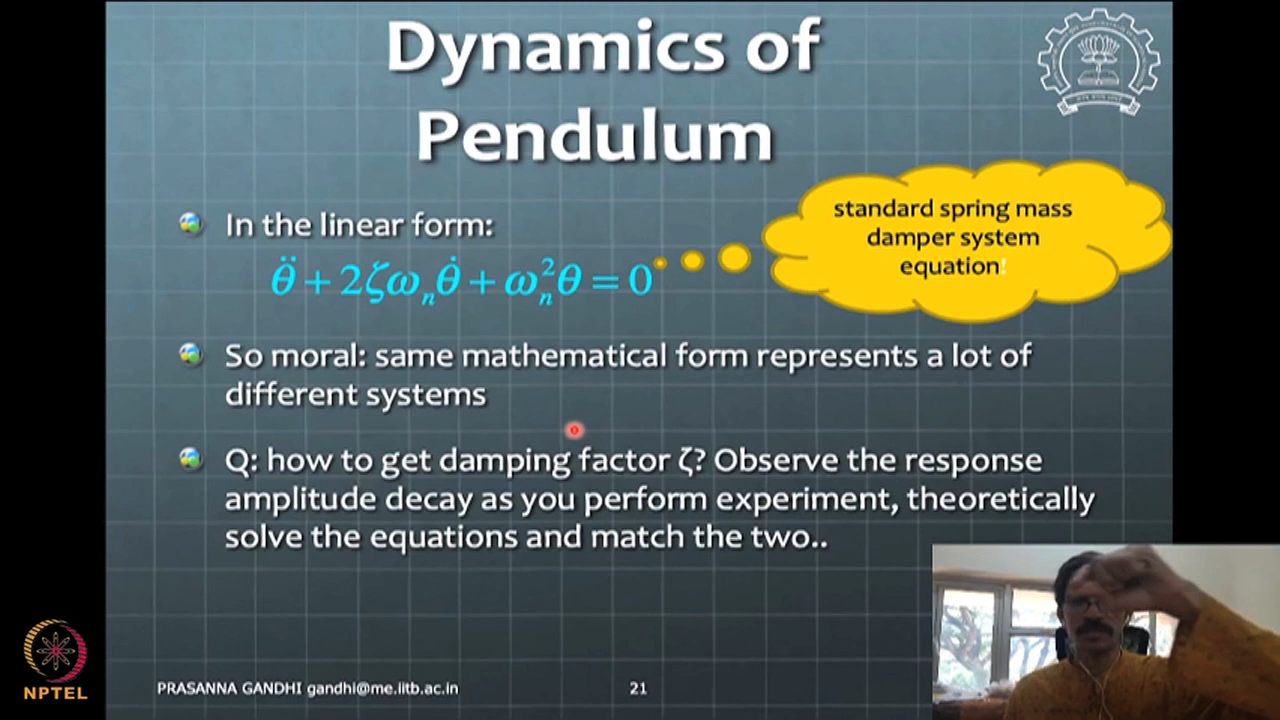 Dynamics of
Pendulum
In the linear form:
θ̈ + 2ζωₙθ̇ + ωₙ²θ = 0
standard spring mass
damper system
equation!
So moral: same mathematical form represents a lot of
different systems
Q: how to get damping factor ζ? Observe the response
amplitude decay as you perform experiment, theoretically
solve the equations and match the two..
NPTEL
PRASANNA GANDHI gandhi@me.iitb.ac.in
21